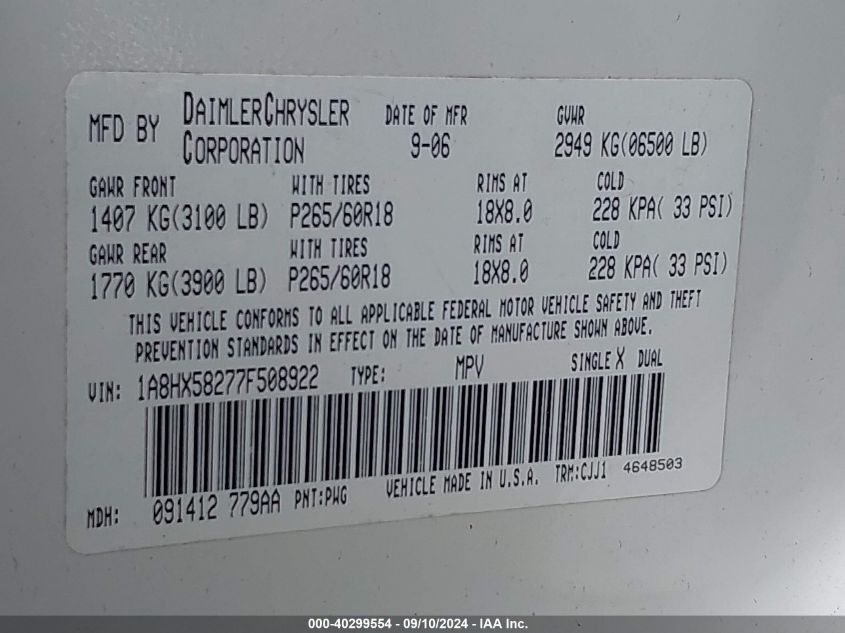 MFD BY DAIMLERCHRYSLER CORPORATION DATE OF MFR 9-06 GVWR 2949 KG(06500 LB)
GAWR FRONT WITH TIRES RIMS AT COLD
1407 KG(3100 LB) P265/60R18 18X8.0 228 KPA( 33 PSI)
GAWR REAR WITH TIRES RIMS AT COLD
1770 KG(3900 LB) P265/60R18 18X8.0 228 KPA( 33 PSI)
THIS VEHICLE CONFORMS TO ALL APPLICABLE FEDERAL MOTOR VEHICLE SAFETY AND THEFT
PREVENTION STANDARDS IN EFFECT ON THE DATE OF MANUFACTURE SHOWN ABOVE.
VIN: 1A8HX58277F508922 TYPE: MPV SINGLE X DUAL
MDH: 091412 779AA PNT:PWG VEHICLE MADE IN U.S.A. TRM:CJJ1 4648503
000-40299554 - 09/10/2024 - IAA Inc.